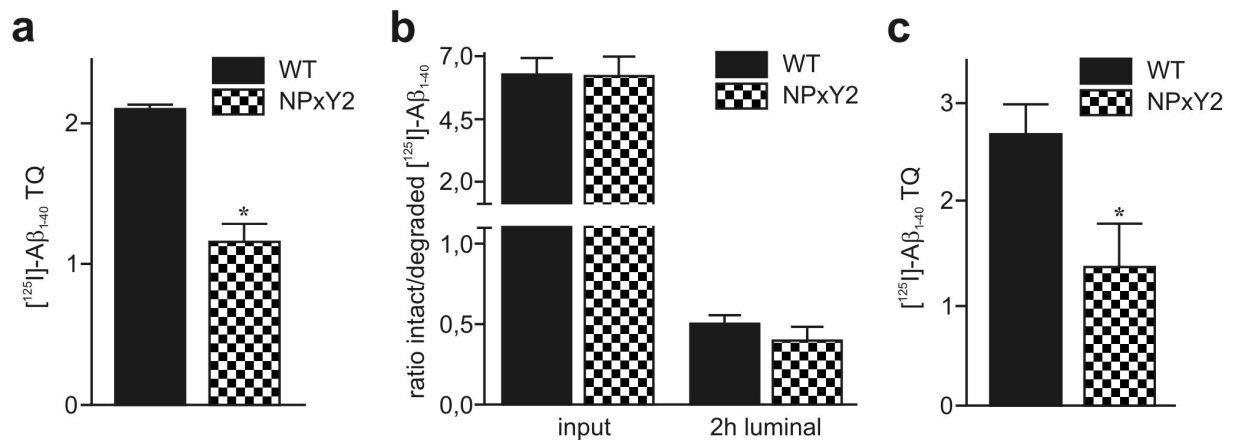 a
[125I]-Aβ1-40 TQ
2
1
0
WT
NPxY2
*
b
ratio intact/degraded [125I]-Aβ1-40
7,0
4,5
2,0
1,0
0,5
0,0
WT
NPxY2
input
2h luminal
c
[125I]-Aβ1-40 TQ
3
2
1
0
WT
NPxY2
*